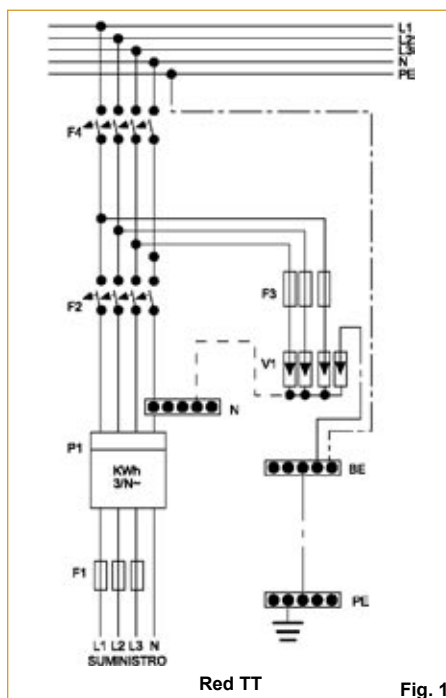 L1
L2
L3
N
PE
F4
F3
F2
V1
N
P1
KWh
3/N~
BE
F1
PE
L1 L2 L3 N
SUMINISTRO
Red TT
Fig. 1